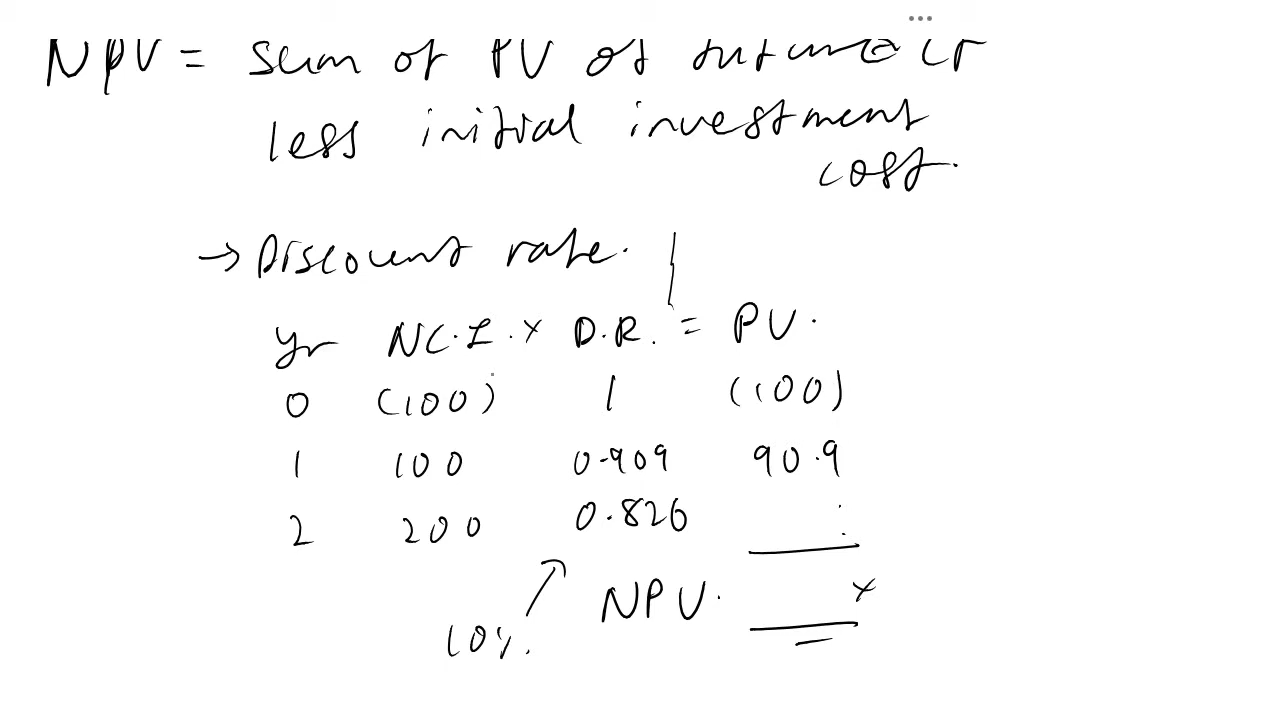 NPV = sum of PV of future CF
less initial investment
cost.
→ Discount rate.
yr NC.I. x D.R. = PV.
0 (100) 1 (100)
1 100 0.909 90.9
2 200 0.826 :
10% NPV. x